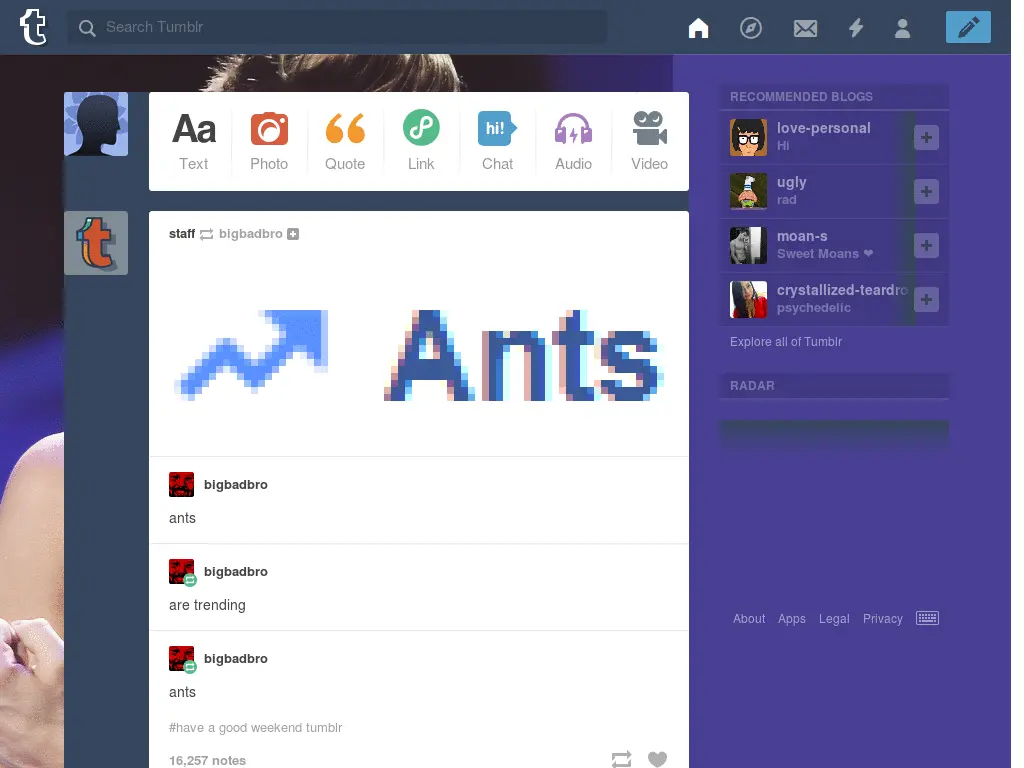 Search Tumblr
Aa
hi!
Text
Photo
Quote
Link
Chat
Audio
Video
staff bigbadbro
Ants
bigbadbro
ants
bigbadbro
are trending
bigbadbro
ants
#have a good weekend tumblr
16,257 notes
RECOMMENDED BLOGS
love-personal
Hi
ugly
rad
moan-s
Sweet Moans ❤
crystallized-teardro
psychedelic
Explore all of Tumblr
RADAR
About Apps Legal Privacy